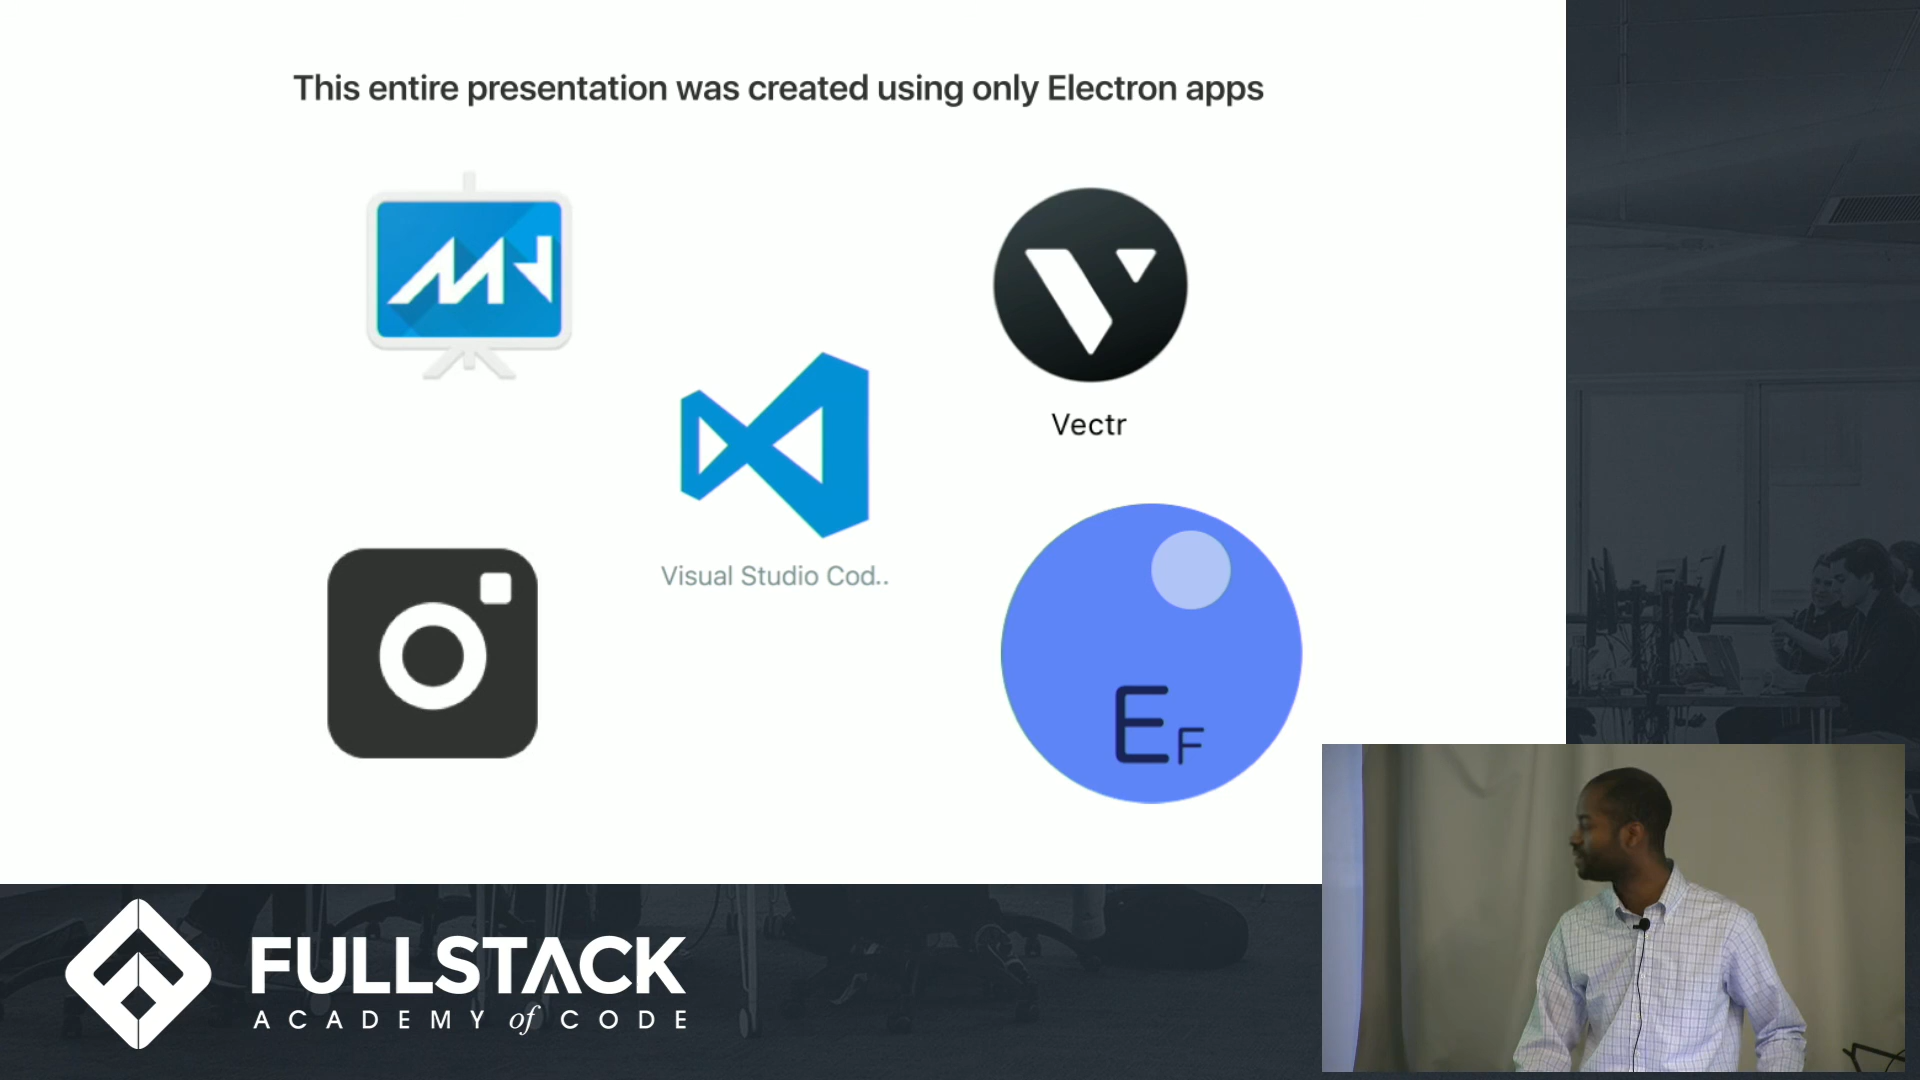 This entire presentation was created using only Electron apps
Vectr
Visual Studio Cod..
EF
FULLSTACK
ACADEMY of CODE